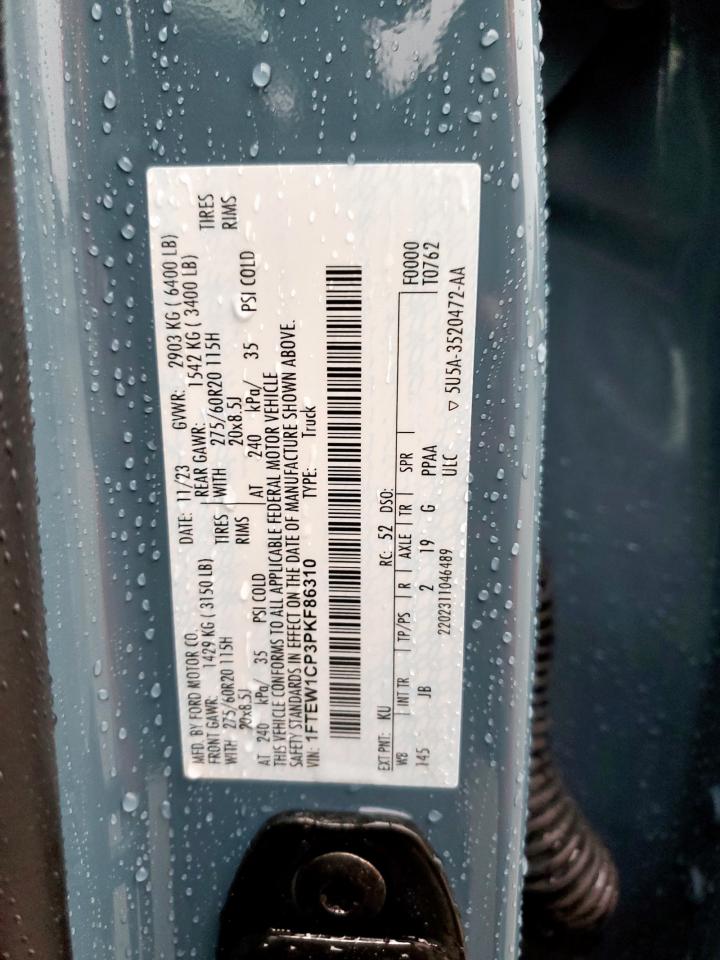 MFD. BY FORD MOTOR CO. DATE: 11/23 GVWR: 2903 KG ( 6400 LB)
FRONT GAWR: 1429 KG ( 3150 LB) REAR GAWR: 1542 KG ( 3400 LB)
WITH 275/60R20 115H TIRES WITH 275/60R20 115H TIRES
20x8.5J RIMS 20x8.5J RIMS
AT 240 kPa/ 35 PSI COLD AT 240 kPa/ 35 PSI COLD
THIS VEHICLE CONFORMS TO ALL APPLICABLE FEDERAL MOTOR VEHICLE
SAFETY STANDARDS IN EFFECT ON THE DATE OF MANUFACTURE SHOWN ABOVE.
VIN: 1FTEW1CP3PKF86310 TYPE: Truck
EXT PNT: KU RC: 52 DSO:
WB INT TR TP/PS R AXLE TR SPR F0000
145 JB 2 19 G PPAA T0762
2202311046489 ULC ▽ 5U5A-3520472-AA